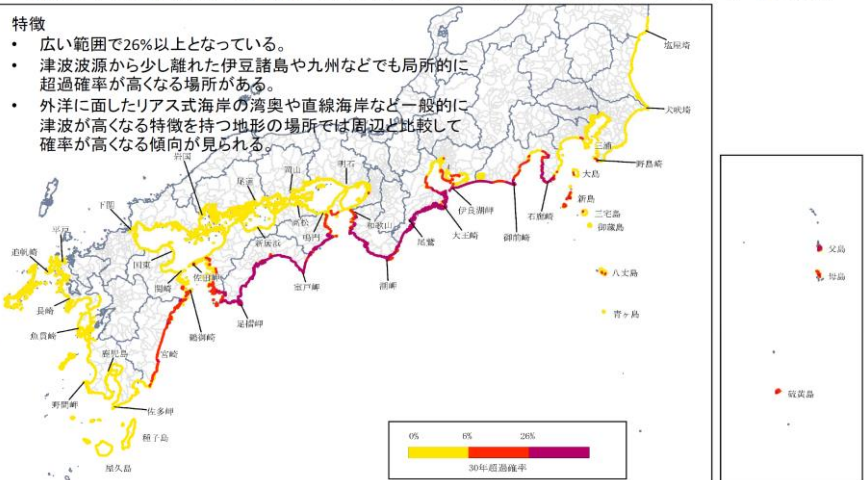 特徴
• 広い範囲で26%以上となっている。
• 津波波源から少し離れた伊豆諸島や九州などでも局所的に
超過確率が高くなる場所がある。
• 外洋に面したリアス式海岸の湾奥や直線海岸など一般的に
津波が高くなる特徴を持つ地形の場所では周辺と比較して
確率が高くなる傾向が見られる。
塩屋埼
犬吠埼
三浦
野島崎
大島
新島
三宅島
御蔵島
八丈島
青ヶ島
石廊崎
御前崎
伊良湖岬
大王崎
尾鷲
潮岬
和歌山
明石
岡山
尾道
岩国
下関
高松
鳴門
新居浜
室戸岬
足摺岬
佐田岬
国東
関崎
鶴御崎
宮崎
鹿児島
佐多岬
種子島
屋久島
野間岬
魚貫崎
長崎
平戸
追帆崎
父島
母島
硫黄島
0%
6%
26%
30年超過確率